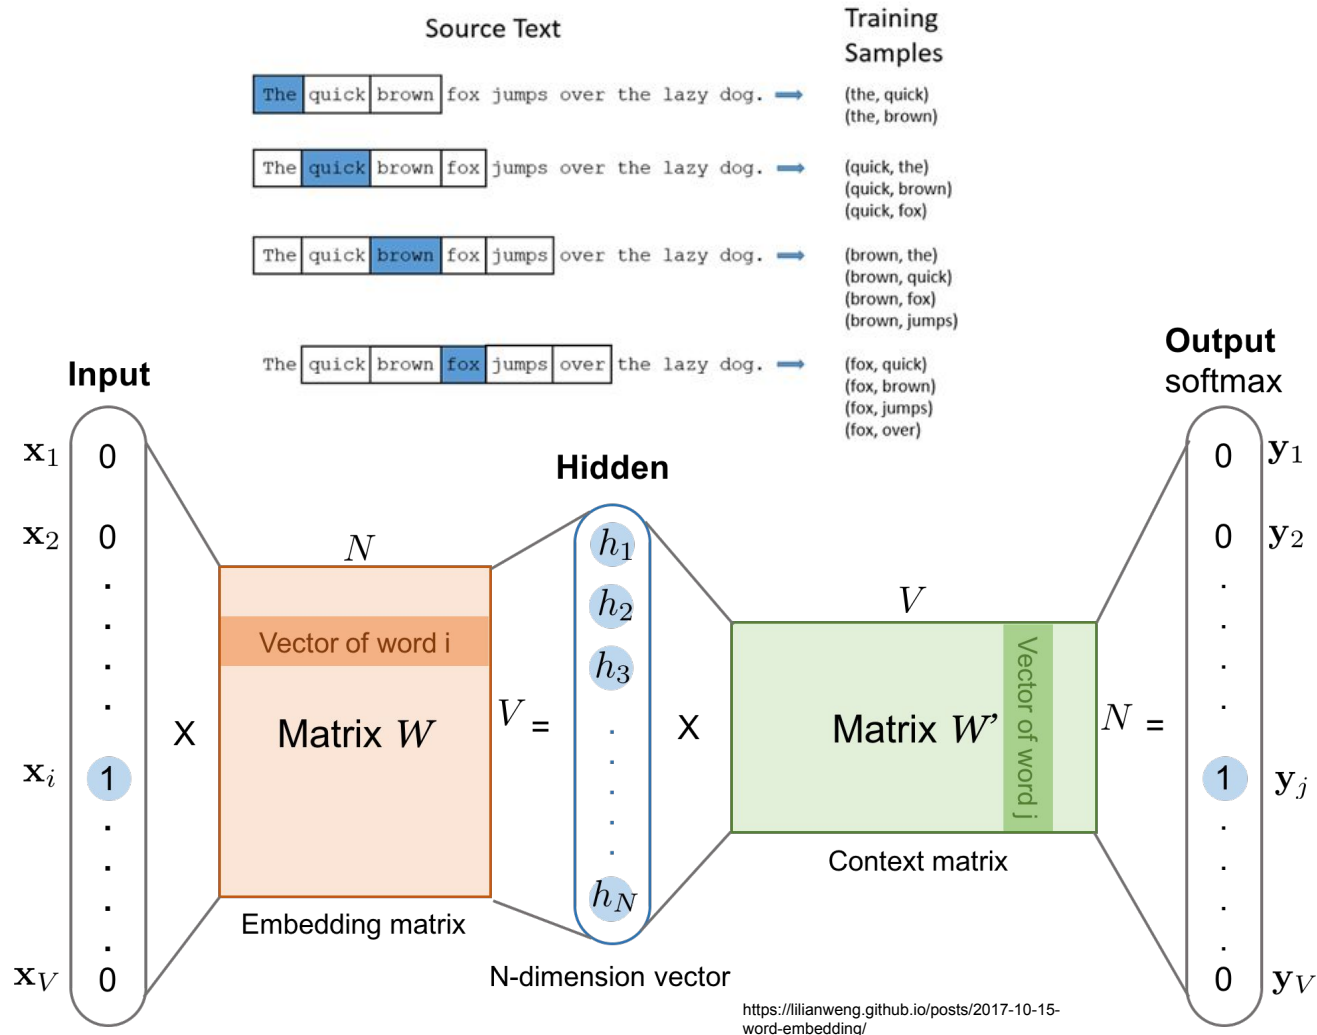 Source Text
Training
Samples
The quick brown fox jumps over the lazy dog.
(the, quick)
(the, brown)
The quick brown fox jumps over the lazy dog.
(quick, the)
(quick, brown)
(quick, fox)
The quick brown fox jumps over the lazy dog.
(brown, the)
(brown, quick)
(brown, fox)
(brown, jumps)
The quick brown fox jumps over the lazy dog.
(fox, quick)
(fox, brown)
(fox, jumps)
(fox, over)
Input
x₁ 0
x₂ 0
xᵢ 1
x_V 0
X
N
Vector of word i
Matrix W
V =
Embedding matrix
Hidden
h₁
h₂
h₃
h_N
N-dimension vector
X
V
Matrix W’
Vector of word j
N =
Context matrix
Output
softmax
0 y₁
0 y₂
1 yⱼ
0 y_V
https://lilianweng.github.io/posts/2017-10-15-
word-embedding/